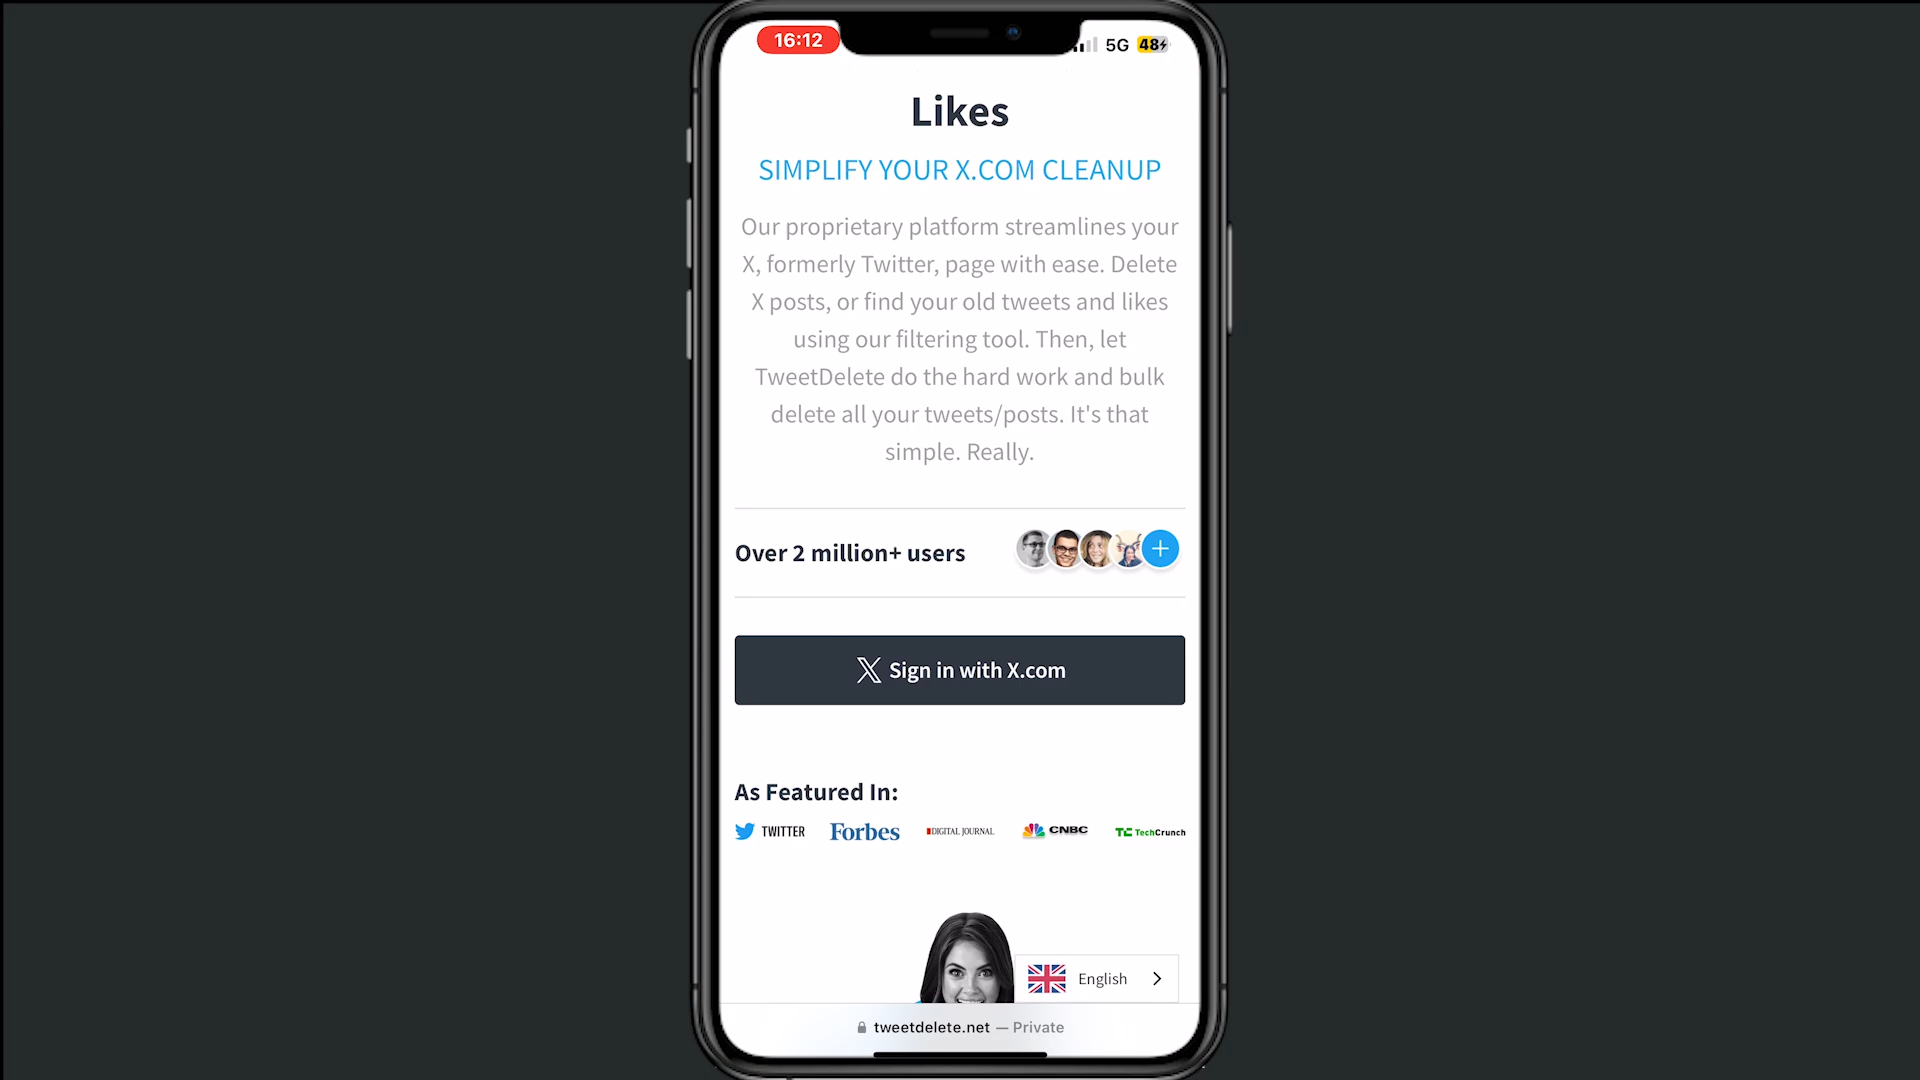 16:12
5G 48
Likes
SIMPLIFY YOUR X.COM CLEANUP
Our proprietary platform streamlines your
X, formerly Twitter, page with ease. Delete
X posts, or find your old tweets and likes
using our filtering tool. Then, let
TweetDelete do the hard work and bulk
delete all your tweets/posts. It's that
simple. Really.
Over 2 million+ users
Sign in with X.com
As Featured In:
TWITTER Forbes DIGITAL JOURNAL CNBC TC TechCrunch
English
tweetdelete.net — Private